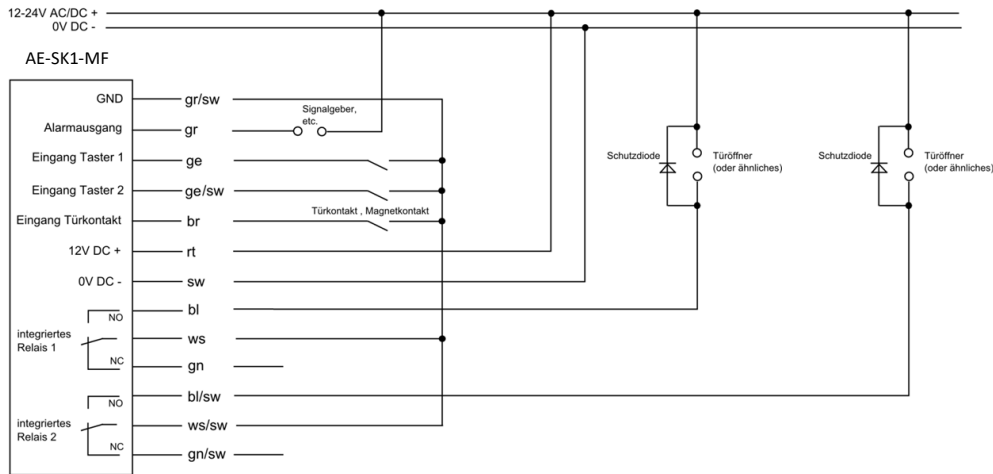 12-24V AC/DC +
0V DC -
AE-SK1-MF
GND gr/sw
Signalgeber,
etc.
Alarmausgang gr
Eingang Taster 1 ge
Schutzdiode Türöffner
(oder ähnliches)
Schutzdiode Türöffner
(oder ähnliches)
Eingang Taster 2 ge/sw
Türkontakt , Magnetkontakt
Eingang Türkontakt br
12V DC + rt
0V DC - sw
bl
NO
integriertes
Relais 1
ws
NC
gn
bl/sw
NO
integriertes
Relais 2
ws/sw
NC
gn/sw